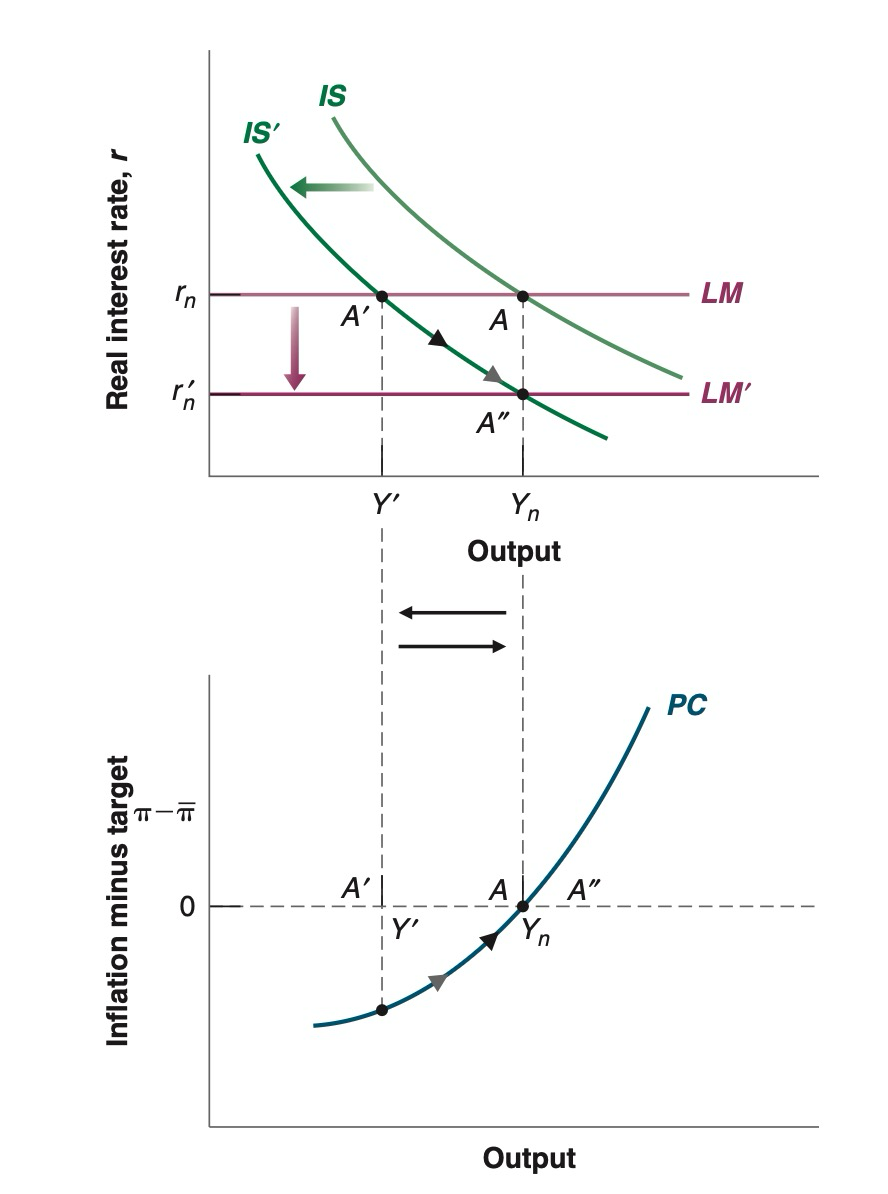 IS
IS′
Real interest rate, r
rₙ
LM
A′
A
r′ₙ
LM′
A″
Y′
Yₙ
Output
PC
Inflation minus target
π−π̅
A′
A
A″
0
Y′
Yₙ
Output